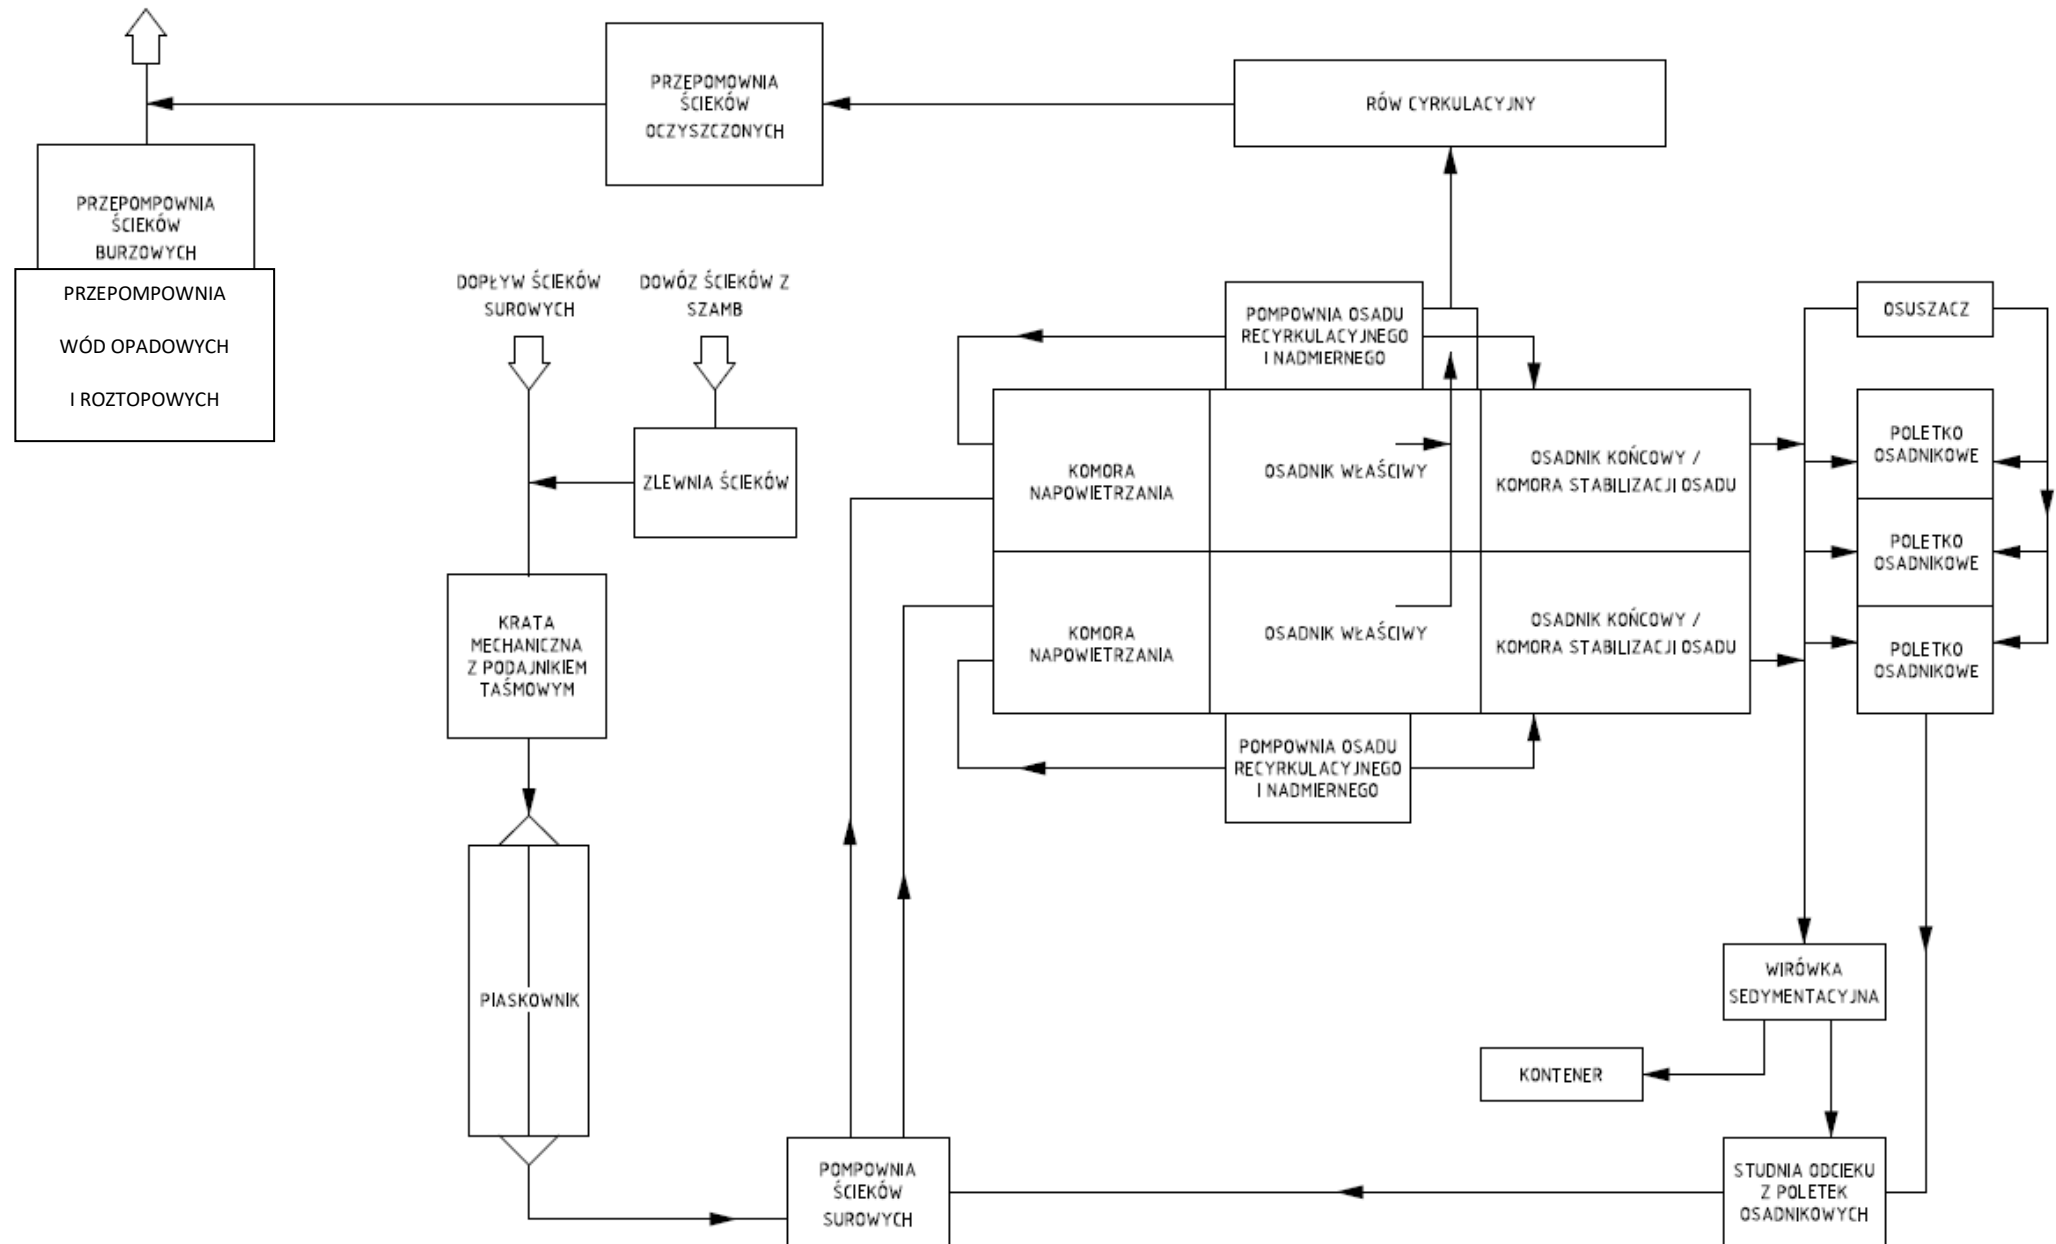 PRZEPOMOWNIA
ŚCIEKÓW
OCZYSZCZONYCH
RÓW CYRKULACYJNY
PRZEPOMPOWNIA
ŚCIEKÓW
BURZOWYCH
PRZEPOMPOWNIA
WÓD OPADOWYCH
I ROZTOPOWYCH
DOPŁYW ŚCIEKÓW
SUROWYCH
DOWÓZ ŚCIEKÓW Z
SZAMB
ZLEWNIA ŚCIEKÓW
KRATA
MECHANICZNA
Z PODAJNIKIEM
TAŚMOWYM
PIASKOWNIK
POMPOWNIA
ŚCIEKÓW
SUROWYCH
POMPOWNIA OSADU
RECYRKULACYJNEGO
I NADMIERNEGO
KOMORA
NAPOWIETRZANIA
OSADNIK WŁAŚCIWY
OSADNIK KOŃCOWY /
KOMORA STABILIZACJI OSADU
KOMORA
NAPOWIETRZANIA
OSADNIK WŁAŚCIWY
OSADNIK KOŃCOWY /
KOMORA STABILIZACJI OSADU
POMPOWNIA OSADU
RECYRKULACYJNEGO
I NADMIERNEGO
OSUSZACZ
POLETKO
OSADNIKOWE
POLETKO
OSADNIKOWE
POLETKO
OSADNIKOWE
WIRÓWKA
SEDYMENTACYJNA
KONTENER
STUDNIA ODCIEKU
Z POLETEK
OSADNIKOWYCH